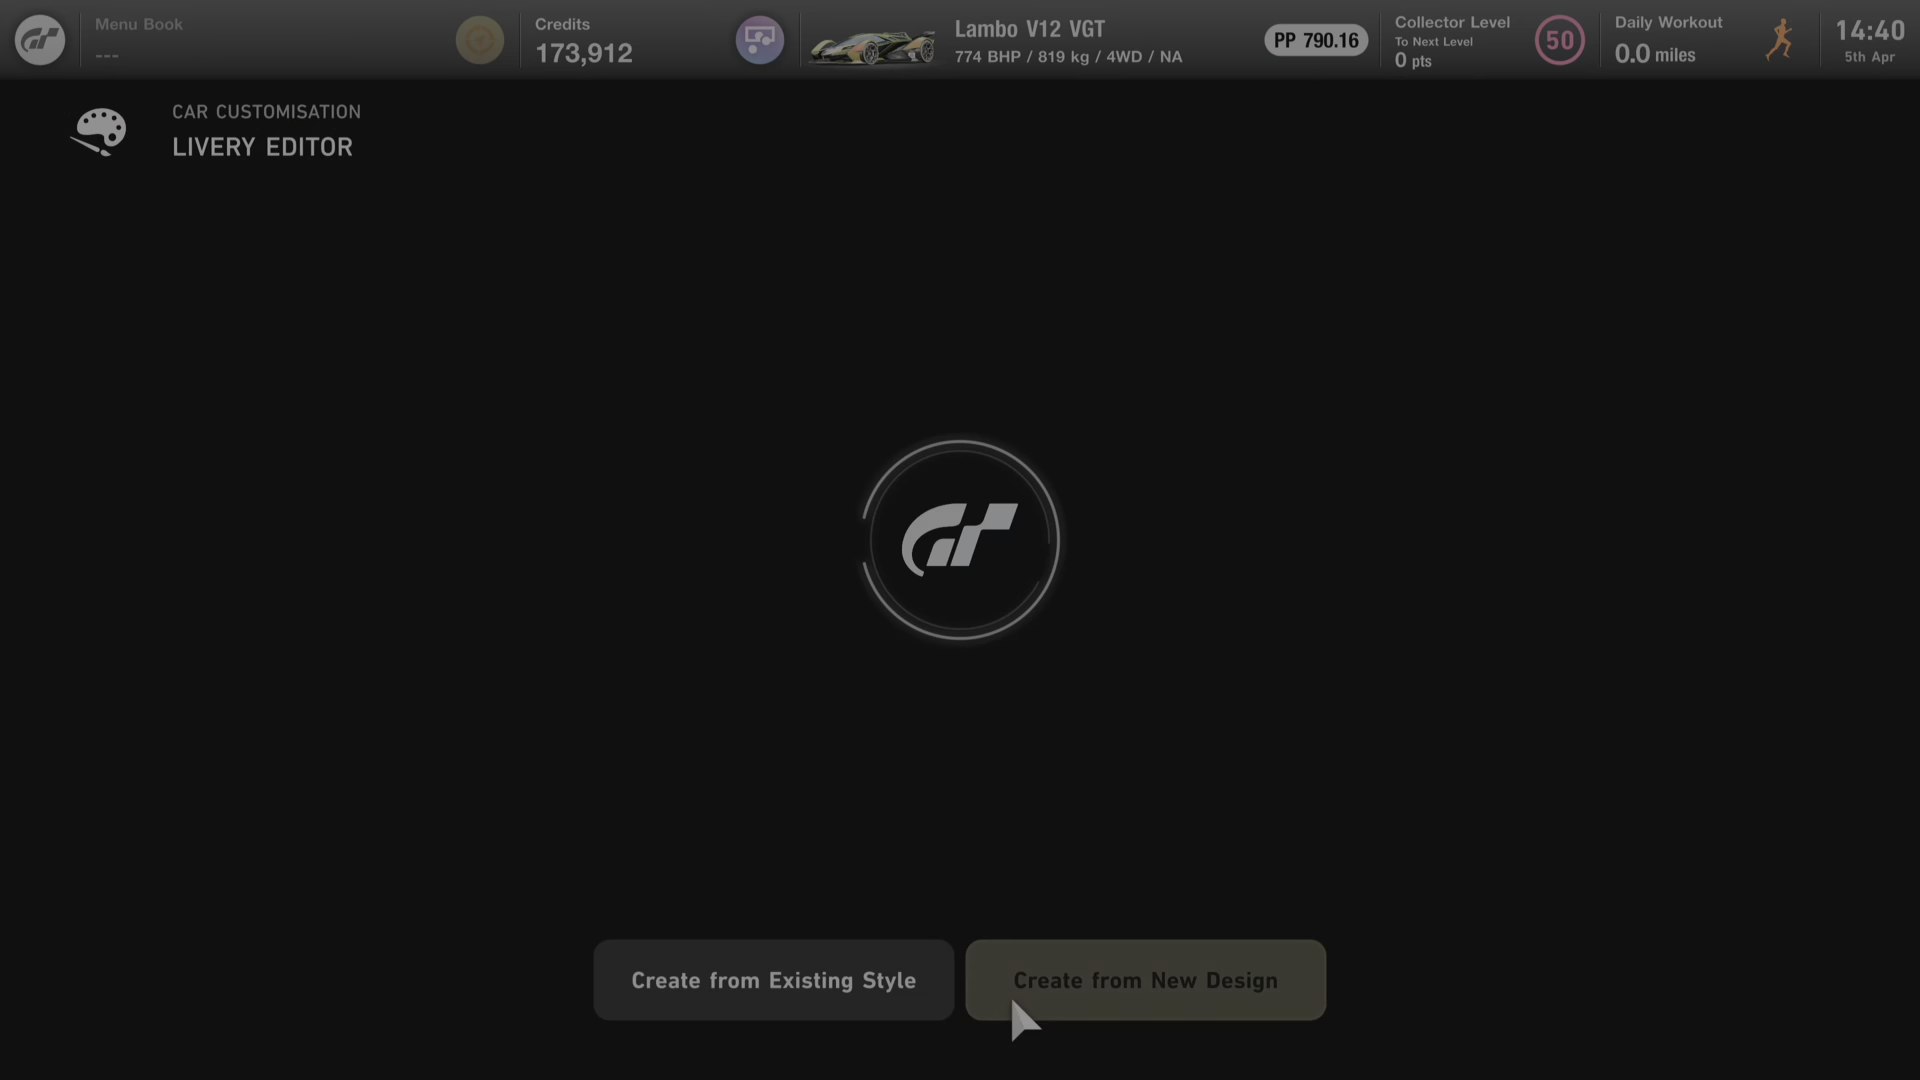 Menu Book
---
Credits
173,912
Lambo V12 VGT
774 BHP / 819 kg / 4WD / NA
PP 790.16
Collector Level
To Next Level
0 pts
50
Daily Workout
0.0 miles
14:40
5th Apr
CAR CUSTOMISATION
LIVERY EDITOR
Create from Existing Style
Create from New Design